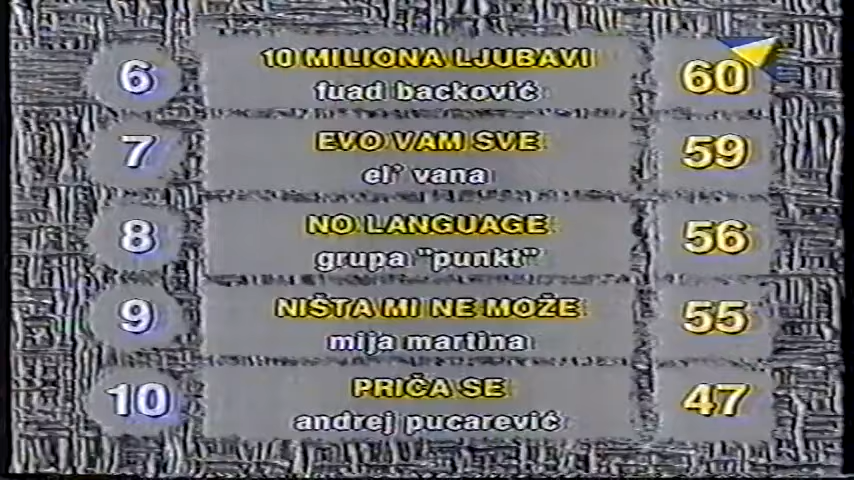 6
10 MILIONA LJUBAVI
fuad backović
60
7
EVO VAM SVE
el' vana
59
8
NO LANGUAGE
grupa "punkt"
56
9
NIŠTA MI NE MOŽE
mija martina
55
10
PRIČA SE
andrej pucarević
47